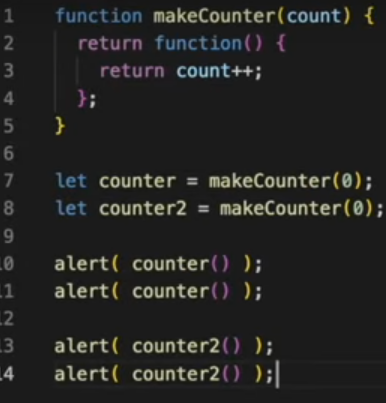 1 function makeCounter(count) {
2 return function() {
3 return count++;
4 };
5 }
6
7 let counter = makeCounter(0);
8 let counter2 = makeCounter(0);
9
10 alert( counter() );
11 alert( counter() );
12
13 alert( counter2() );
14 alert( counter2() );